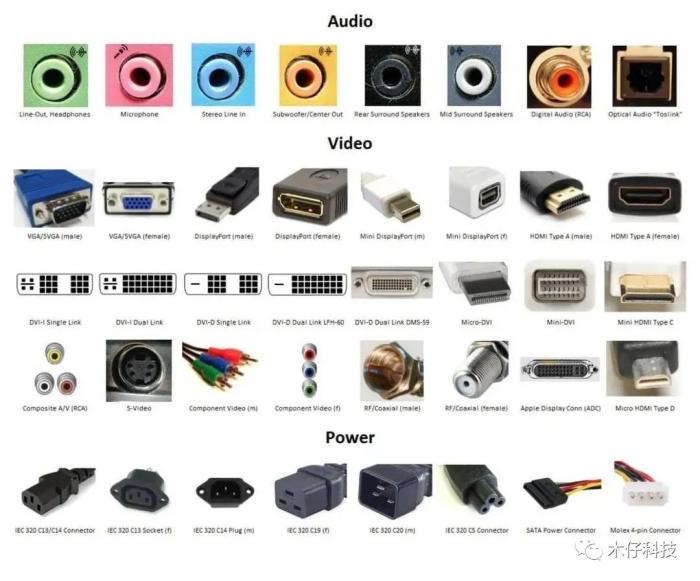 Audio
Line-Out, Headphones
Microphone
Stereo Line In
Subwoofer/Center Out
Rear Surround Speakers
Mid Surround Speakers
Digital Audio (RCA)
Optical Audio "Toslink"
Video
VGA/SVGA (male)
VGA/SVGA (female)
DisplayPort (male)
DisplayPort (female)
Mini DisplayPort (m)
Mini DisplayPort (f)
HDMI Type A (male)
HDMI Type A (female)
DVI-I Single Link
DVI-I Dual Link
DVI-D Single Link
DVI-D Dual Link LFH-60
DVI-D Dual Link DMS-59
Micro-DVI
Mini-DVI
Mini HDMI Type C
Composite A/V (RCA)
S-Video
Component Video (m)
Component Video (f)
RF/Coaxial (male)
RF/Coaxial (female)
Apple Display Conn (ADC)
Micro HDMI Type D
Power
IEC 320 C13/C14 Connector
IEC 320 C13 Socket (f)
IEC 320 C14 Plug (m)
IEC 320 C19 (f)
IEC 320 C20 (m)
IEC 320 C5 Connector
SATA Power Connector
Molex 4-pin Connector
木仔科技